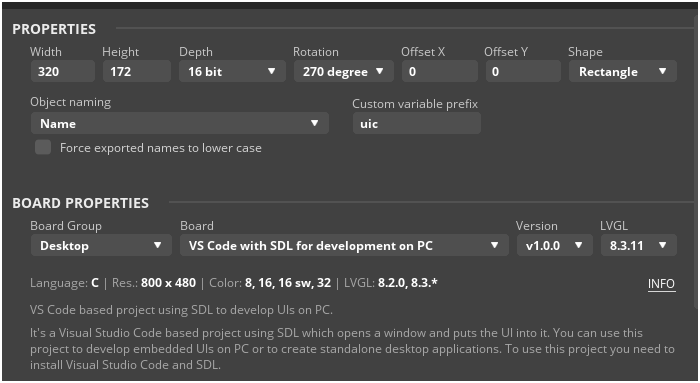 PROPERTIES
Width Height Depth Rotation Offset X Offset Y Shape
320 172 16 bit 270 degree 0 0 Rectangle
Object naming Custom variable prefix
Name uic
Force exported names to lower case
BOARD PROPERTIES
Board Group Board Version LVGL
Desktop VS Code with SDL for development on PC v1.0.0 8.3.11
Language: C | Res.: 800 x 480 | Color: 8, 16, 16 sw, 32 | LVGL: 8.2.0, 8.3.* INFO
VS Code based project using SDL to develop UIs on PC.
It's a Visual Studio Code based project using SDL which opens a window and puts the UI into it. You can use this
project to develop embedded UIs on PC or to create standalone desktop applications. To use this project you need to
install Visual Studio Code and SDL.